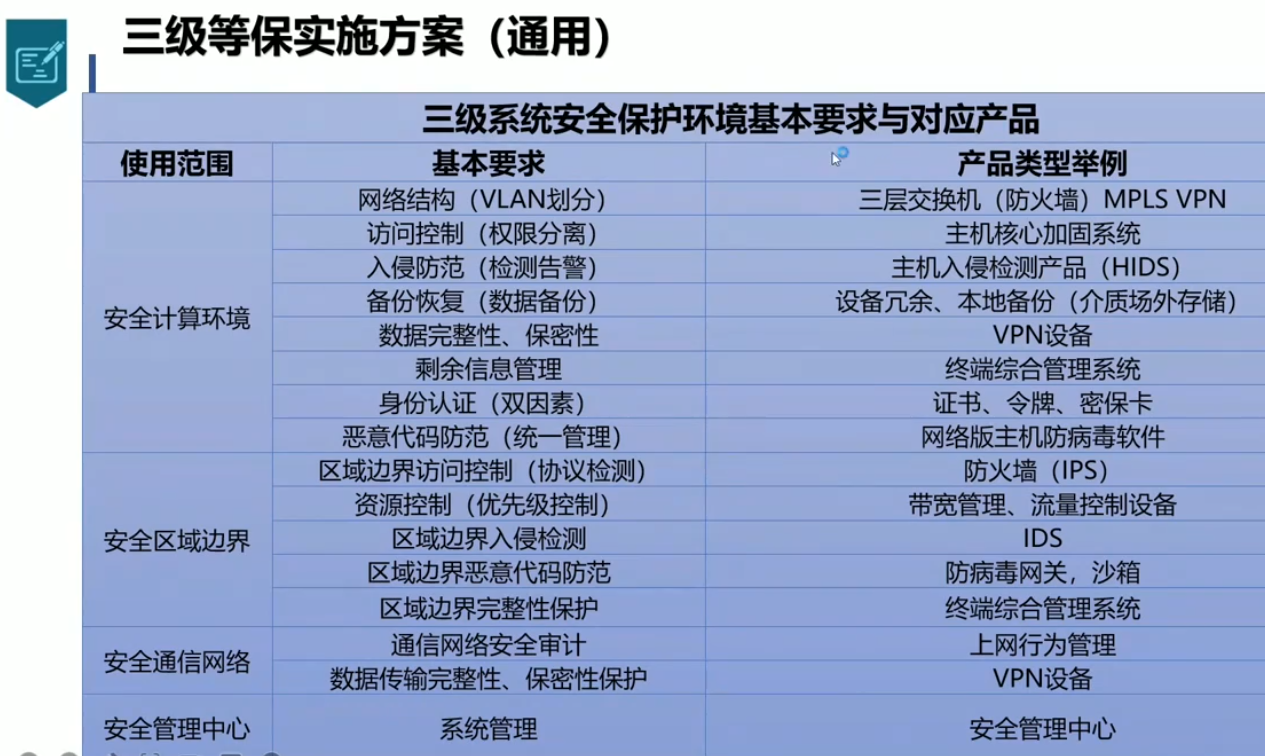 三级等保实施方案（通用）
三级系统安全保护环境基本要求与对应产品
使用范围 基本要求 产品类型举例
安全计算环境
网络结构（VLAN划分） 三层交换机（防火墙）MPLS VPN
访问控制（权限分离） 主机核心加固系统
入侵防范（检测告警） 主机入侵检测产品（HIDS）
备份恢复（数据备份） 设备冗余、本地备份（介质场外存储）
数据完整性、保密性 VPN设备
剩余信息管理 终端综合管理系统
身份认证（双因素） 证书、令牌、密保卡
恶意代码防范（统一管理） 网络版主机防病毒软件
安全区域边界
区域边界访问控制（协议检测） 防火墙（IPS）
资源控制（优先级控制） 带宽管理、流量控制设备
区域边界入侵检测 IDS
区域边界恶意代码防范 防病毒网关，沙箱
区域边界完整性保护 终端综合管理系统
安全通信网络
通信网络安全审计 上网行为管理
数据传输完整性、保密性保护 VPN设备
安全管理中心 系统管理 安全管理中心